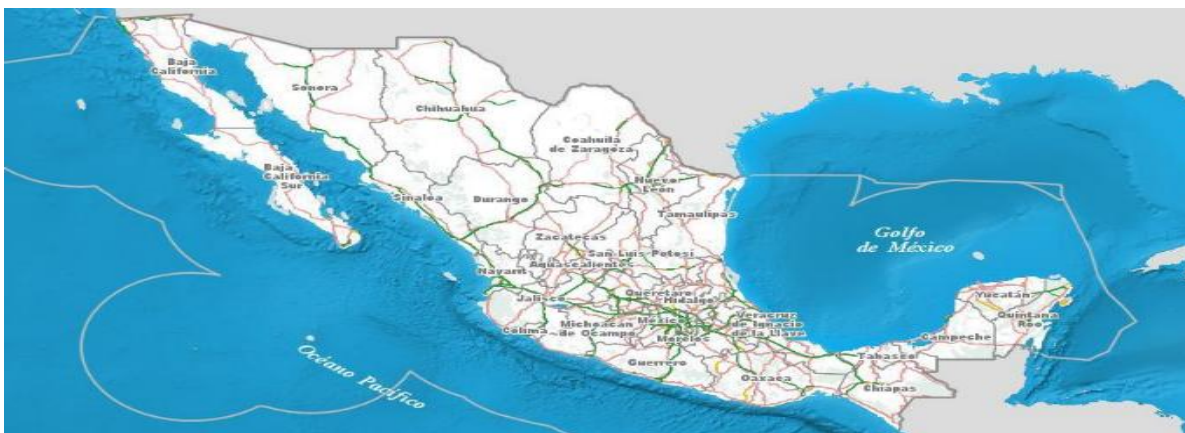 Baja
California
Sonora
Chihuahua
Coahuila
de Zaragoza
Baja
California
Sur
Sinaloa
Durango
Nuevo
León
Tamaulipas
Zacatecas
San Luis Potosí
Aguascalientes
Nayarit
Golfo
de México
Jalisco
Querétaro
Hidalgo
Colima
Michoacán
de Ocampo
México
Morelos
Veracruz
de Ignacio
de la Llave
Yucatán
Quintana
Roo
Campeche
Tabasco
Guerrero
Oaxaca
Chiapas
Océano Pacífico